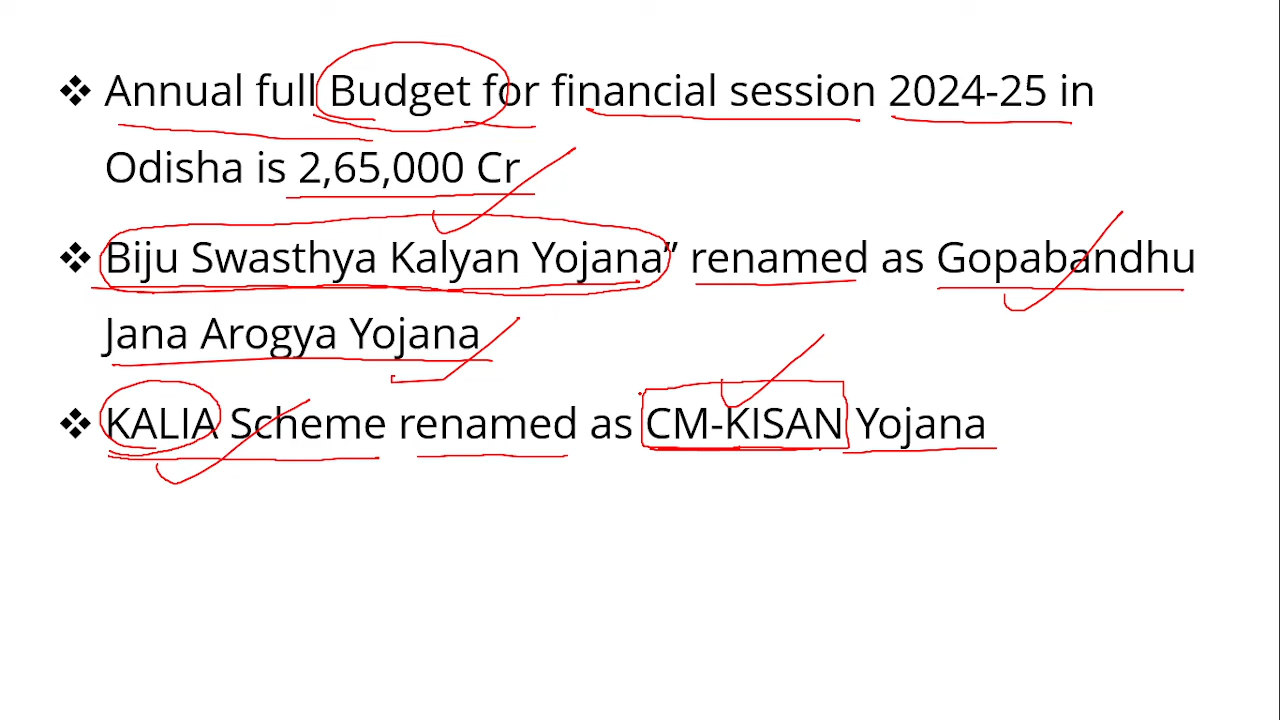 ❖ Annual full Budget for financial session 2024-25 in
Odisha is 2,65,000 Cr
❖ Biju Swasthya Kalyan Yojana” renamed as Gopabandhu
Jana Arogya Yojana
❖ KALIA Scheme renamed as CM-KISAN Yojana